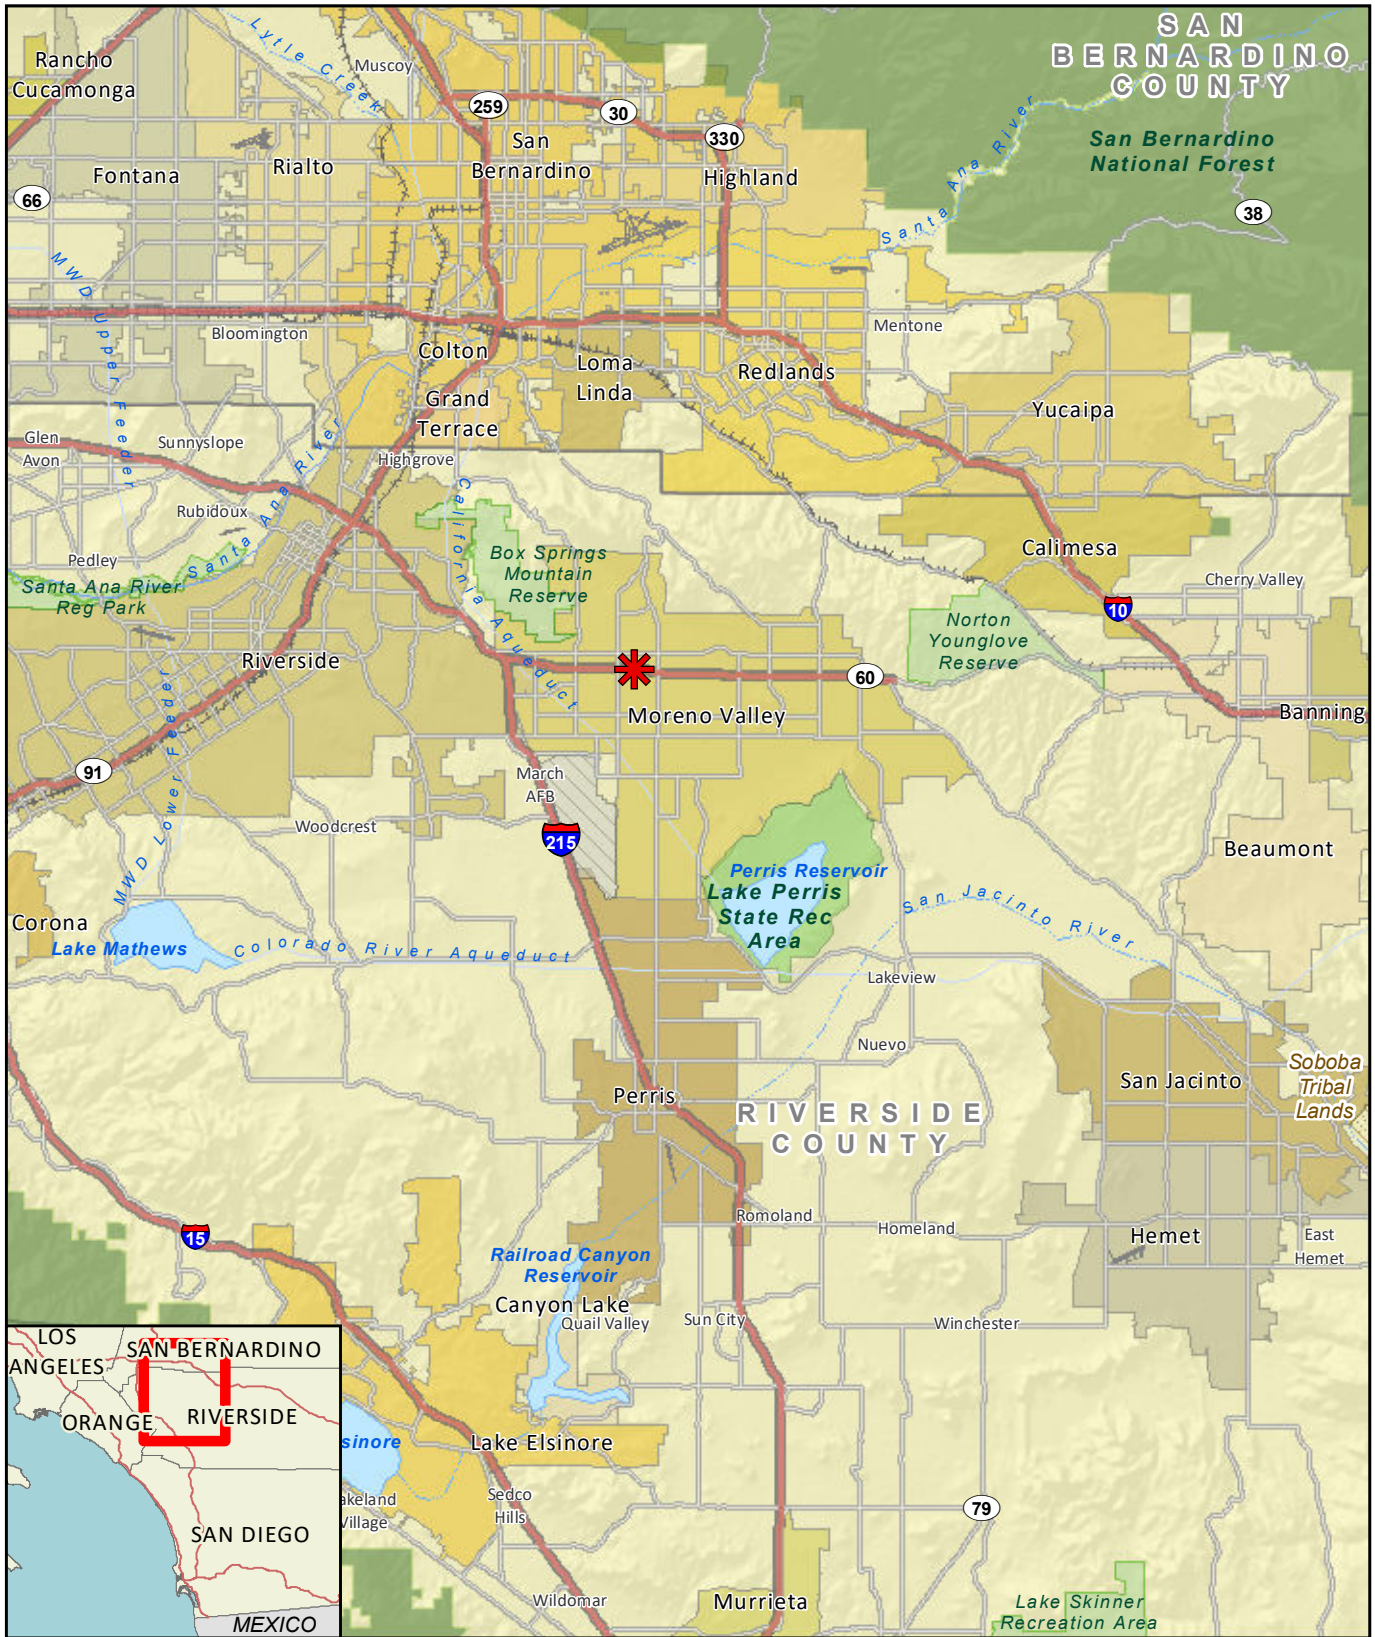 SAN
BERNARDINO
COUNTY
Lytle Creek
Muscoy
Rancho
Cucamonga
259
30
330
San
Bernardino
Santa Ana River
San Bernardino
National Forest
Rialto
Fontana
Highland
66
38
MWD Upper Feeder
Bloomington
Mentone
Colton
Loma
Linda
Redlands
Grand
Terrace
Yucaipa
Glen
Avon
Sunnyslope
Highgrove
Rubidoux
Santa Ana River
California Aqueduct
Calimesa
Pedley
Box Springs
Mountain
Reserve
Santa Ana River
Reg Park
Cherry Valley
10
Norton
Younglove
Reserve
Riverside
60
Moreno Valley
Banning
91
MWD Lower Feeder
March
AFB
Woodcrest
215
Beaumont
Perris Reservoir
Lake Perris
State Rec
Area
San Jacinto River
Corona
Lake Mathews
Colorado River Aqueduct
Lakeview
Nuevo
Soboba
Tribal
Lands
San Jacinto
Perris
RIVERSIDE
COUNTY
Romoland
Homeland
Hemet
East
Hemet
15
Railroad Canyon
Reservoir
Canyon Lake
Quail Valley
Sun City
Winchester
LOS
ANGELES
SAN BERNARDINO
ORANGE
RIVERSIDE
SAN DIEGO
MEXICO
sinore
Lake Elsinore
akeland
Village
Sedco
Hills
79
Wildomar
Murrieta
Lake Skinner
Recreation Area